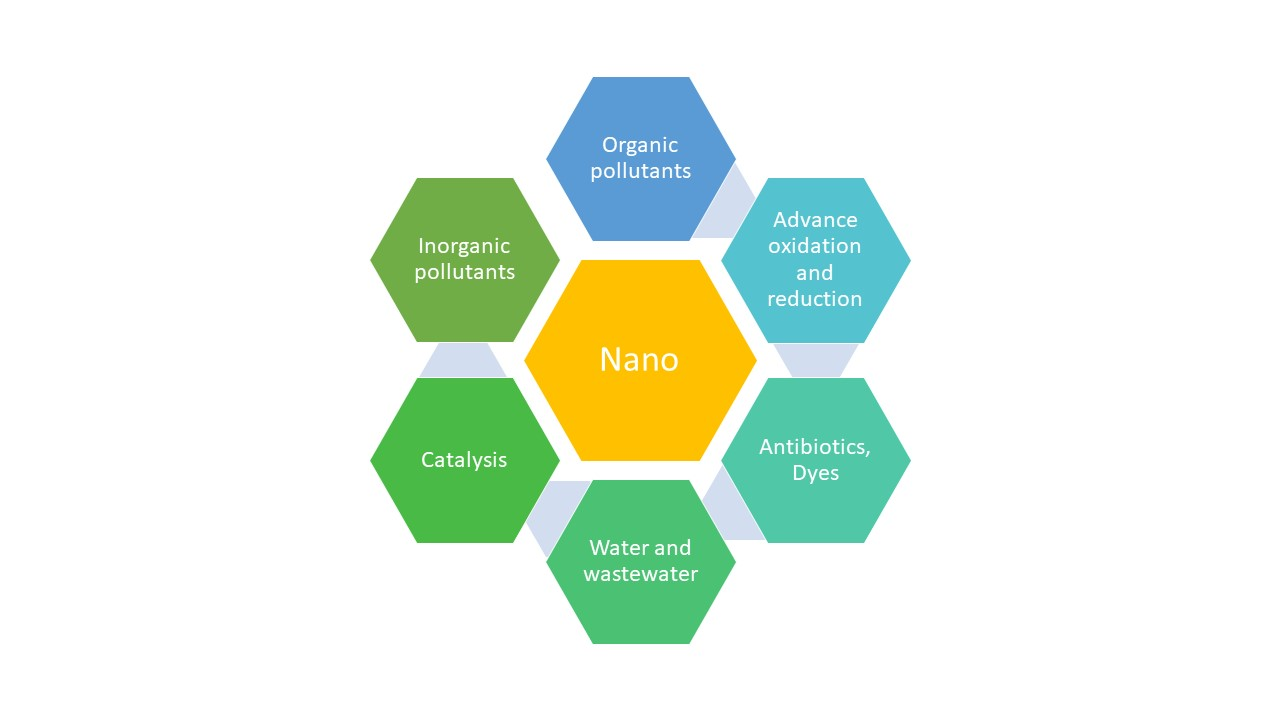 Organic
pollutants
Advance
oxidation
and
reduction
Antibiotics,
Dyes
Water and
wastewater
Catalysis
Inorganic
pollutants
Nano